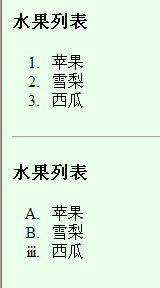 水果列表
1. 苹果
2. 雪梨
3. 西瓜
水果列表
A. 苹果
B. 雪梨
iii. 西瓜